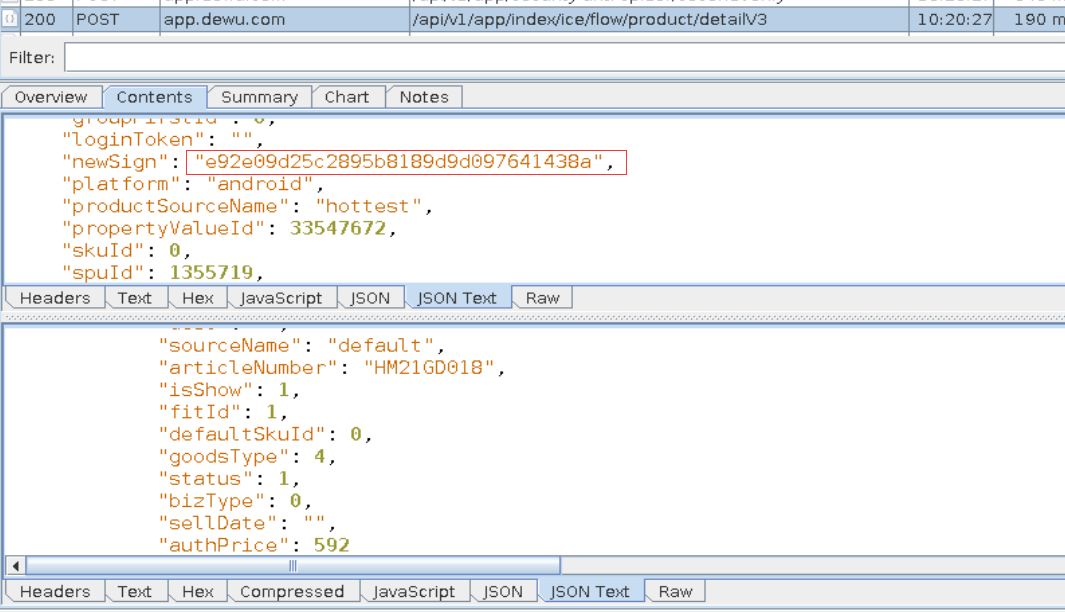 200 POST app.dewu.com /api/v1/app/index/ice/flow/product/detailV3 10:20:27 190 m
Filter:
Overview Contents Summary Chart Notes
"loginToken": "",
"newSign": "e92e09d25c2895b8189d9d097641438a",
"platform": "android",
"productSourceName": "hottest",
"propertyValueId": 33547672,
"skuId": 0,
"spuId": 1355719,
Headers Text Hex JavaScript JSON JSON Text Raw
"sourceName": "default",
"articleNumber": "HM21GD018",
"isShow": 1,
"fitId": 1,
"defaultSkuId": 0,
"goodsType": 4,
"status": 1,
"bizType": 0,
"sellDate": "",
"authPrice": 592
Headers Text Hex Compressed JavaScript JSON JSON Text Raw